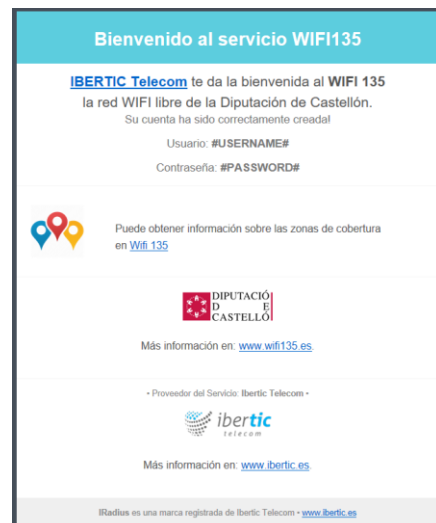 Bienvenido al servicio WIFI135
IBERTIC Telecom te da la bienvenida al WIFI 135
la red WIFI libre de la Diputación de Castellón.
Su cuenta ha sido correctamente creada!
Usuario: #USERNAME#
Contraseña: #PASSWORD#
Puede obtener información sobre las zonas de cobertura
en Wifi 135
DIPUTACIÓ
D E
CASTELLÓ
Más información en: www.wifi135.es.
• Proveedor del Servicio: Ibertic Telecom •
ibertic
telecom
Más información en: www.ibertic.es.
IRadius es una marca registrada de Ibertic Telecom • www.ibertic.es